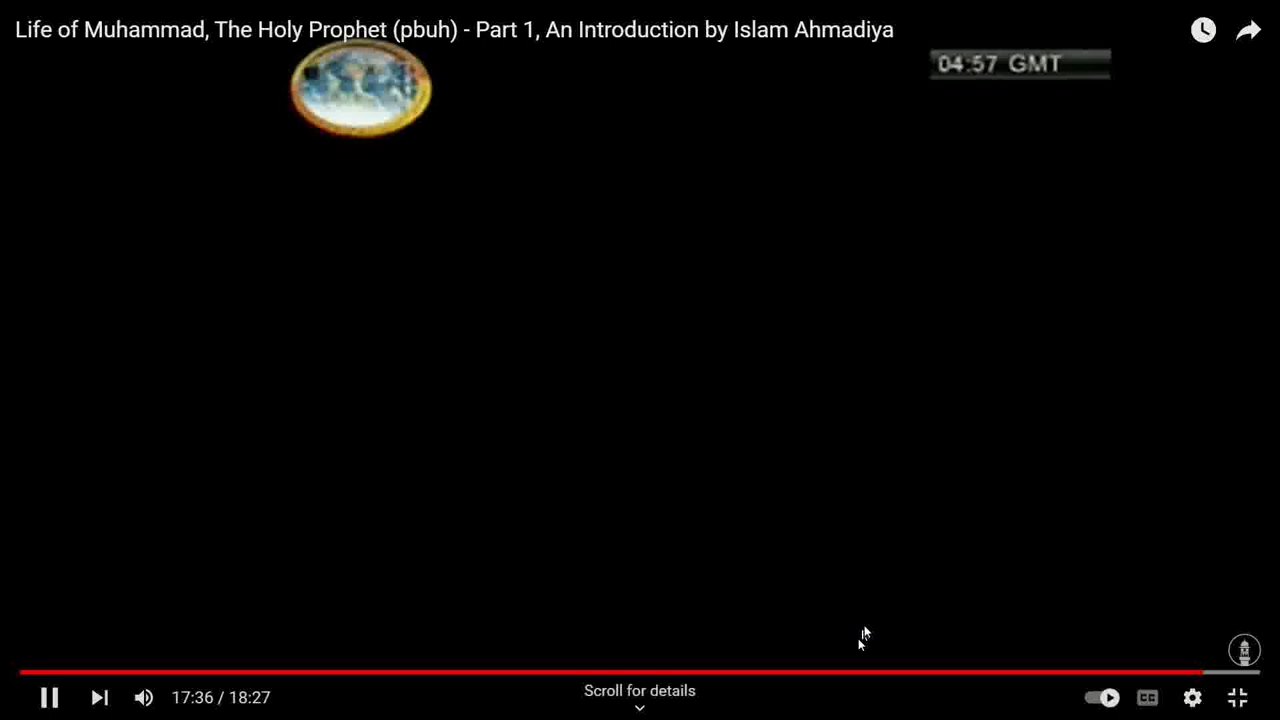 Life of Muhammad, The Holy Prophet (pbuh) - Part 1, An Introduction by Islam Ahmadiya
04:57 GMT
17:36 / 18:27
Scroll for details
CC